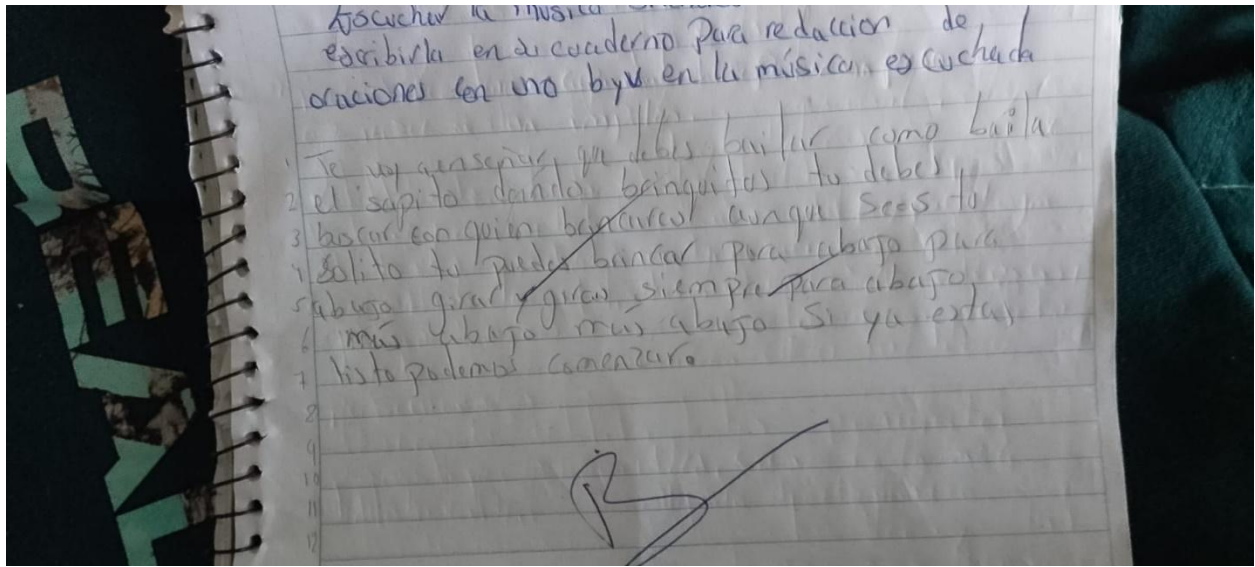 REAL
Escuchar la musica
escribirla en su cuaderno para redaccion de
oraciones con uno b y v en la música escuchada
1 Te voy a enseñar, que debes bailar como baila
2 el sapito dando brinquitos tu debes
3 buscar con quien aunque seas tu
4 solito tu puedes brincar para abajo para
5 abajo girar y girar siempre para abajo,
6 más abajo más abajo Si ya estas
7 listo podemos comenzar.
8
9
10
11
12